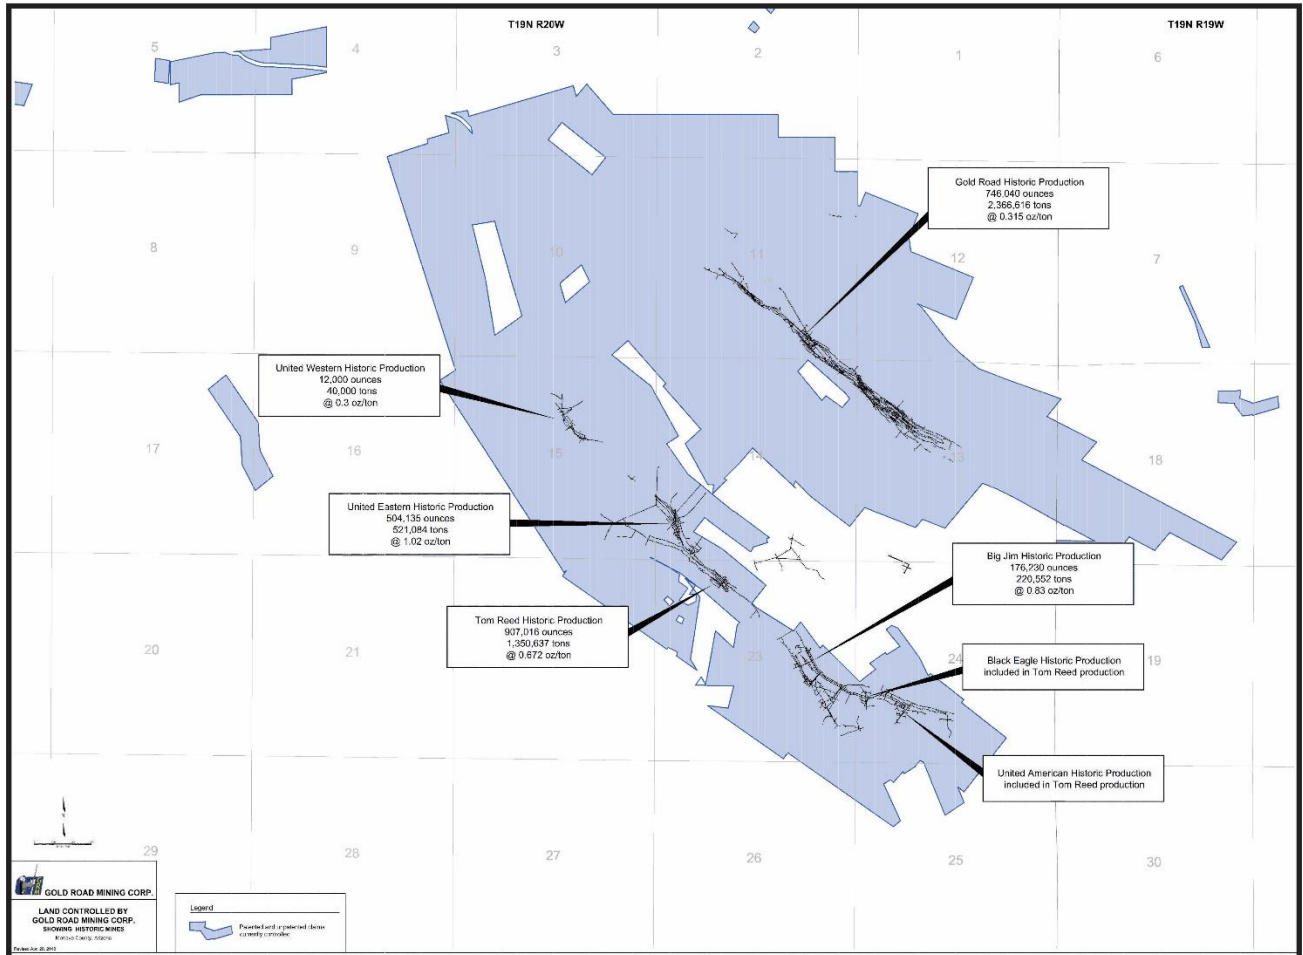 T19N R20W
T19N R19W
5
4
3
2
1
6
Gold Road Historic Production
746,040 ounces
2,366,616 tons
@ 0.315 oz/ton
8
9
10
11
12
7
United Western Historic Production
12,000 ounces
40,000 tons
@ 0.3 oz/ton
17
16
15
14
13
18
United Eastern Historic Production
504,135 ounces
521,084 tons
@ 1.02 oz/ton
Big Jim Historic Production
176,230 ounces
220,552 tons
@ 0.83 oz/ton
Tom Reed Historic Production
907,016 ounces
1,350,637 tons
@ 0.672 oz/ton
20
21
23
24
19
Black Eagle Historic Production
included in Tom Reed production
United American Historic Production
included in Tom Reed production
29
28
27
26
25
30
GOLD ROAD MINING CORP.
LAND CONTROLLED BY
GOLD ROAD MINING CORP.
SHOWING HISTORIC MINES
Mohave County, Arizona
Legend
Patented and unpatented claims
currently controlled